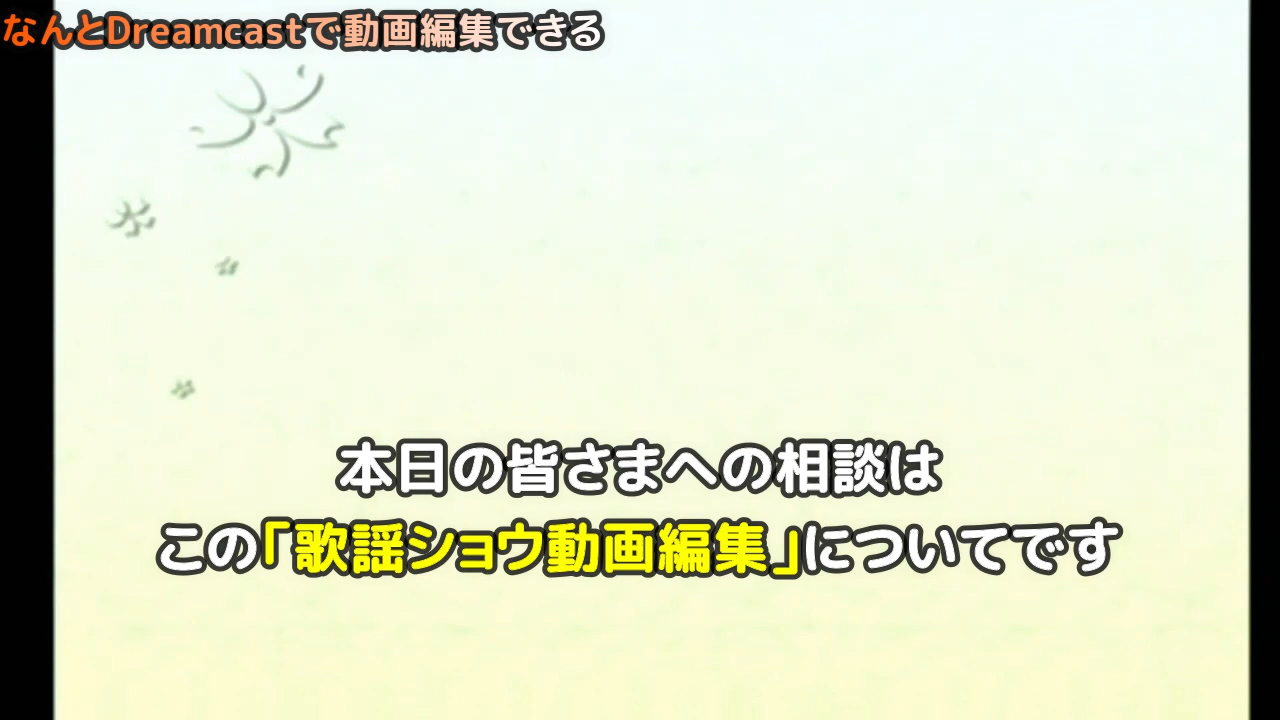 なんとDreamcastで動画編集できる
本日の皆さまへの相談は
この「歌謡ショウ動画編集」についてです